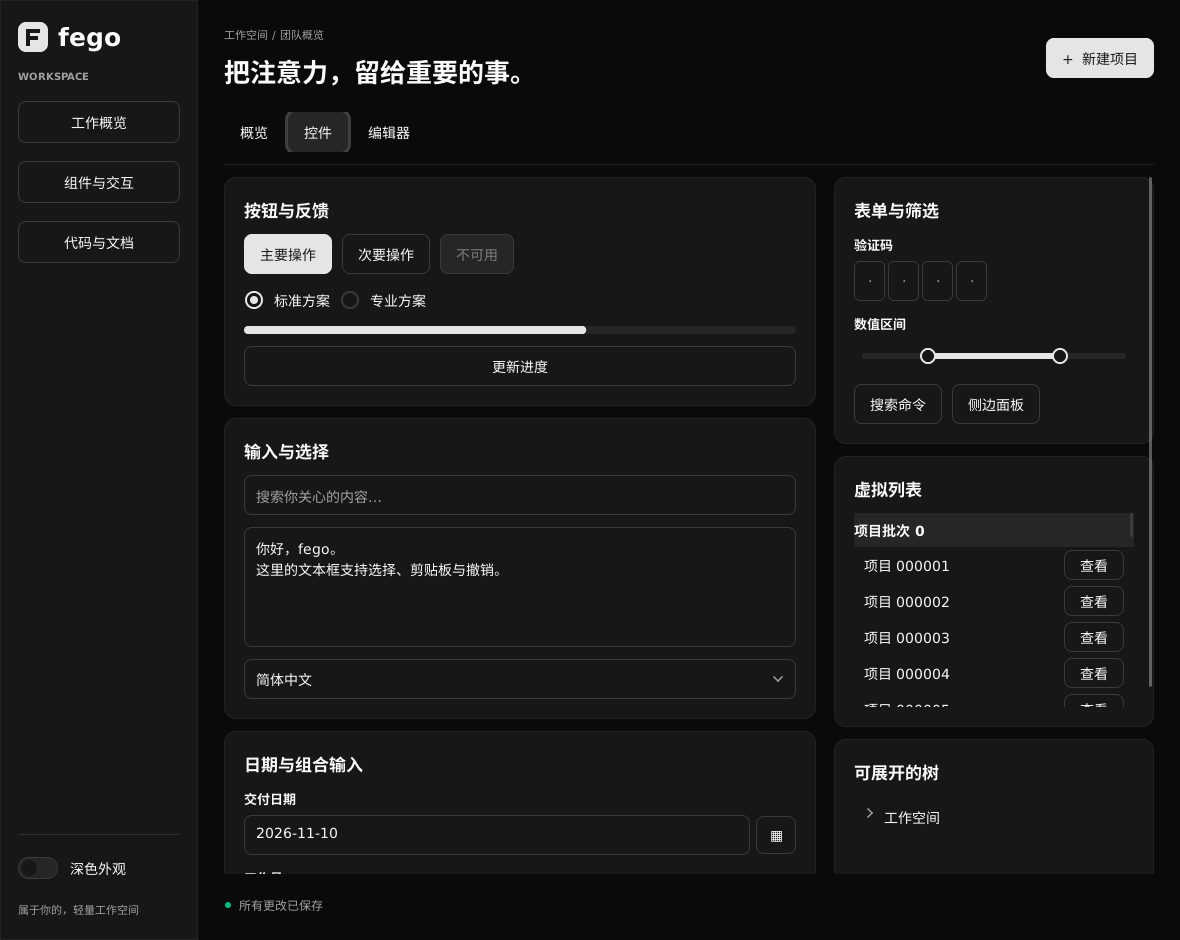 fego
WORKSPACE
工作概览
组件与交互
代码与文档
深色外观
属于你的，轻量工作空间
工作空间 / 团队概览
把注意力，留给重要的事。
+ 新建项目
概览
控件
编辑器
按钮与反馈
主要操作
次要操作
不可用
标准方案
专业方案
更新进度
输入与选择
搜索你关心的内容…
你好，fego。
这里的文本框支持选择、剪贴板与撤销。
简体中文
日期与组合输入
交付日期
2026-11-10
表单与筛选
验证码
· · · ·
数值区间
搜索命令
侧边面板
虚拟列表
项目批次 0
项目 000001 查看
项目 000002 查看
项目 000003 查看
项目 000004 查看
可展开的树
工作空间
所有更改已保存